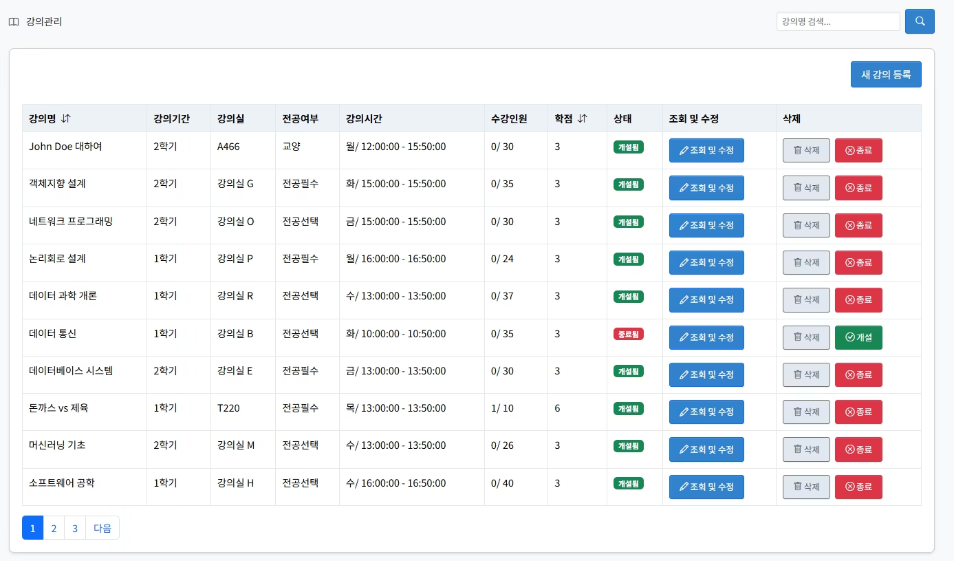 강의관리
강의명 검색...
새 강의 등록
강의명 강의기간 강의실 전공여부 강의시간 수강인원 학점 상태 조회 및 수정 삭제
John Doe 대하여 2학기 A466 교양 월/ 12:00:00 - 15:50:00 0/ 30 3 개설됨 조회 및 수정 삭제 종료
객체지향 설계 2학기 강의실 G 전공필수 화/ 15:00:00 - 15:50:00 0/ 35 3 개설됨 조회 및 수정 삭제 종료
네트워크 프로그래밍 2학기 강의실 O 전공선택 금/ 15:00:00 - 15:50:00 0/ 30 3 개설됨 조회 및 수정 삭제 종료
논리회로 설계 1학기 강의실 P 전공필수 월/ 16:00:00 - 16:50:00 0/ 24 3 개설됨 조회 및 수정 삭제 종료
데이터 과학 개론 1학기 강의실 R 전공선택 수/ 13:00:00 - 13:50:00 0/ 37 3 개설됨 조회 및 수정 삭제 종료
데이터 통신 1학기 강의실 B 전공선택 화/ 10:00:00 - 10:50:00 0/ 35 3 종료됨 조회 및 수정 삭제 개설
데이터베이스 시스템 2학기 강의실 E 전공필수 금/ 13:00:00 - 13:50:00 0/ 30 3 개설됨 조회 및 수정 삭제 종료
돈까스 vs 제육 1학기 T220 전공필수 목/ 13:00:00 - 13:50:00 1/ 10 6 개설됨 조회 및 수정 삭제 종료
머신러닝 기초 2학기 강의실 M 전공선택 수/ 13:00:00 - 13:50:00 0/ 26 3 개설됨 조회 및 수정 삭제 종료
소프트웨어 공학 1학기 강의실 H 전공선택 수/ 16:00:00 - 16:50:00 0/ 40 3 개설됨 조회 및 수정 삭제 종료
1 2 3 다음